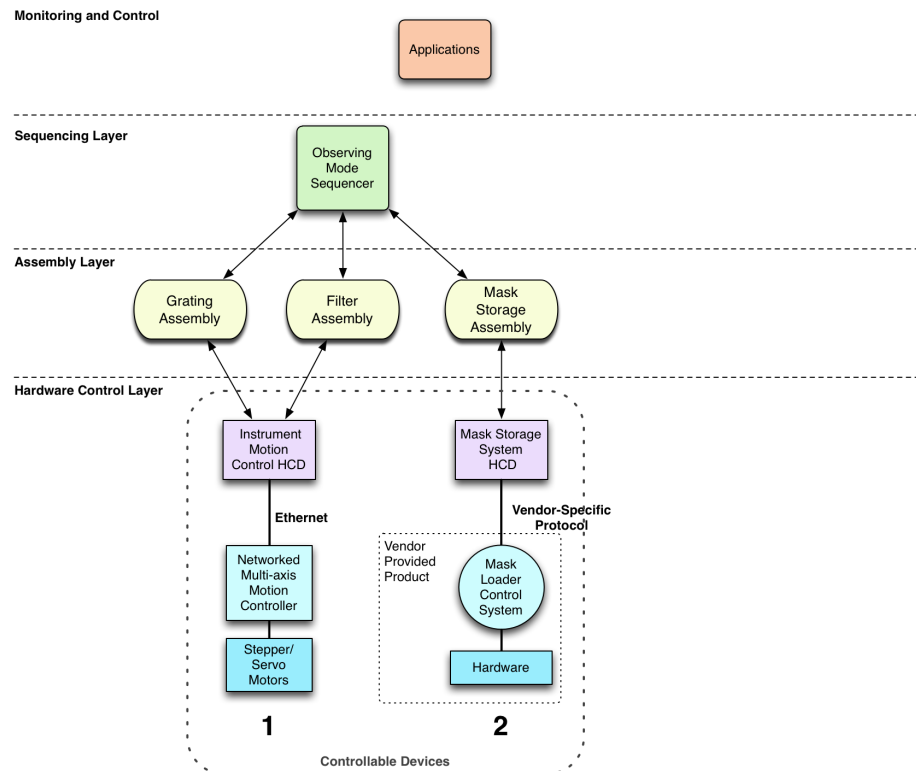 Monitoring and Control
Applications
Sequencing Layer
Observing
Mode
Sequencer
Assembly Layer
Grating
Assembly
Filter
Assembly
Mask
Storage
Assembly
Hardware Control Layer
Instrument
Motion
Control HCD
Mask Storage
System
HCD
Ethernet
Vendor-Specific
Protocol
Networked
Multi-axis
Motion
Controller
Vendor
Provided
Product
Mask
Loader
Control
System
Stepper/
Servo
Motors
Hardware
1
2
Controllable Devices